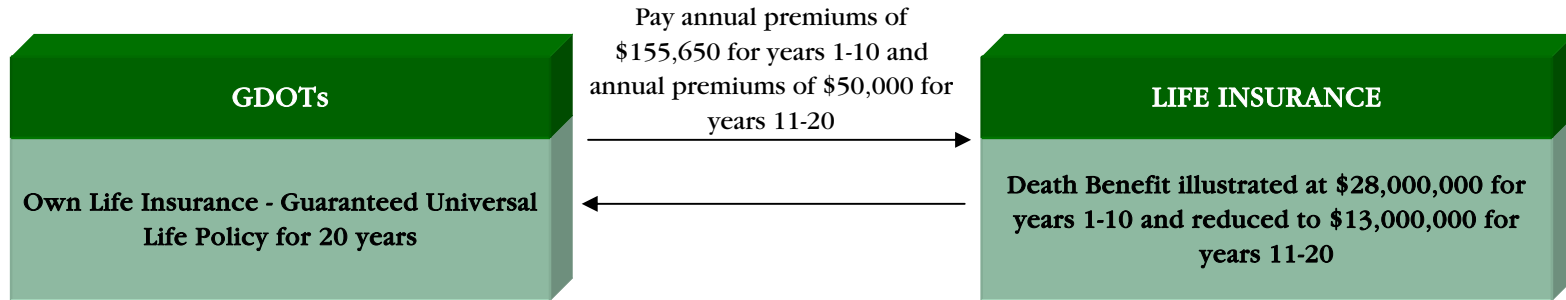 Pay annual premiums of
$155,650 for years 1-10 and
annual premiums of $50,000 for
years 11-20
GDOTs
Own Life Insurance - Guaranteed Universal
Life Policy for 20 years
LIFE INSURANCE
Death Benefit illustrated at $28,000,000 for
years 1-10 and reduced to $13,000,000 for
years 11-20